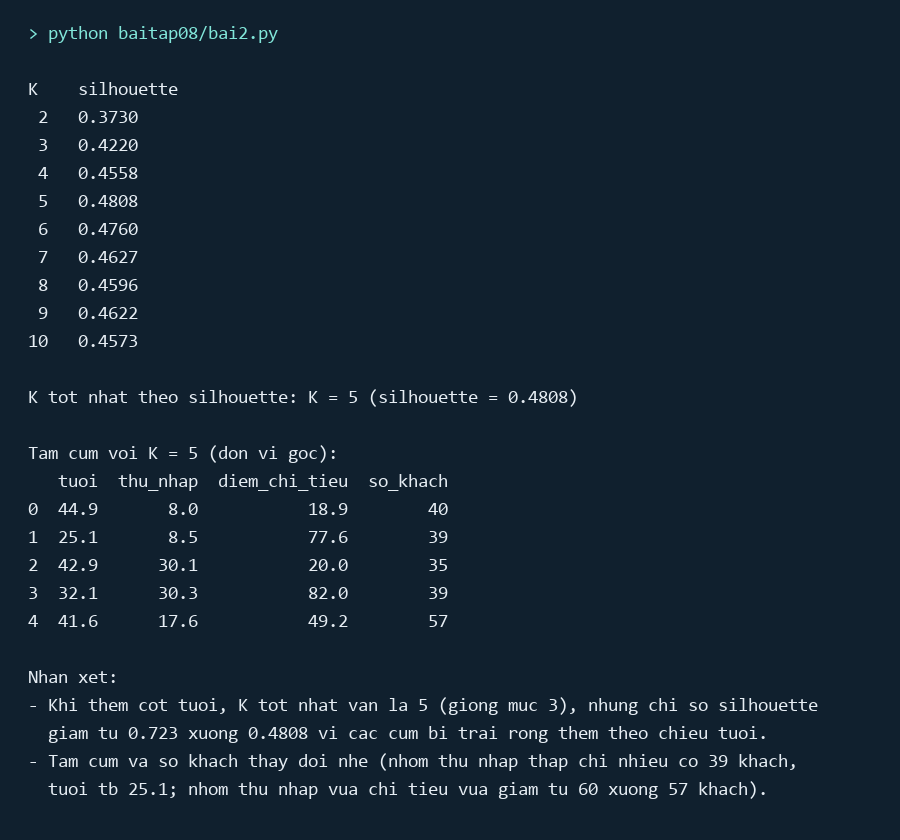 > python baitap08/bai2.py
K    silhouette
 2   0.3730
 3   0.4220
 4   0.4558
 5   0.4808
 6   0.4760
 7   0.4627
 8   0.4596
 9   0.4622
10   0.4573
K tot nhat theo silhouette: K = 5 (silhouette = 0.4808)
Tam cum voi K = 5 (don vi goc):
   tuoi  thu_nhap  diem_chi_tieu  so_khach
0  44.9       8.0           18.9        40
1  25.1       8.5           77.6        39
2  42.9      30.1           20.0        35
3  32.1      30.3           82.0        39
4  41.6      17.6           49.2        57
Nhan xet:
- Khi them cot tuoi, K tot nhat van la 5 (giong muc 3), nhung chi so silhouette
  giam tu 0.723 xuong 0.4808 vi cac cum bi trai rong them theo chieu tuoi.
- Tam cum va so khach thay doi nhe (nhom thu nhap thap chi nhieu co 39 khach,
  tuoi tb 25.1; nhom thu nhap vua chi tieu vua giam tu 60 xuong 57 khach).